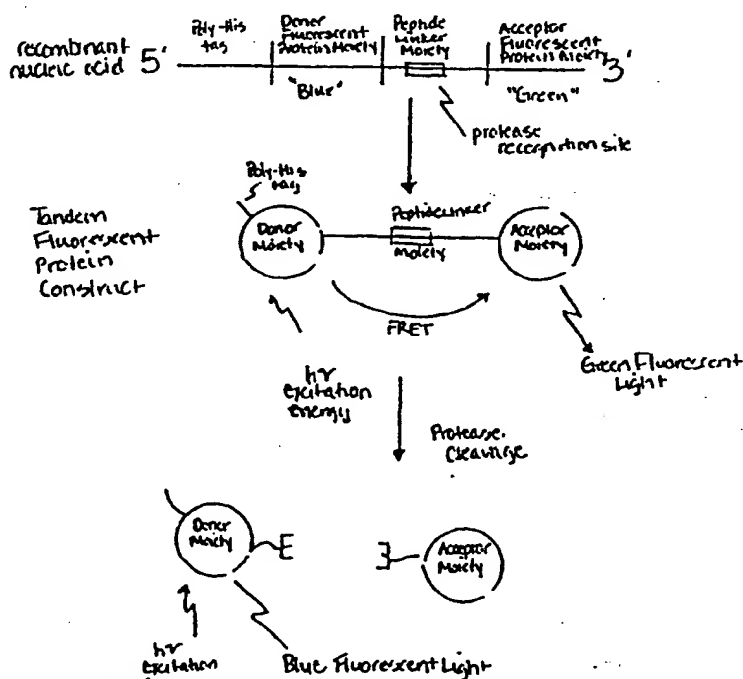 recombinant
nucleic acid 5'
Poly-His
tag
Donor
Fluorescent
Protein Moiety
"Blue"
Peptide
Linker
Moiety
Acceptor
Fluorescent
Protein Moiety
3'
"Green"
protease
recognition site
Tandem
Fluorescent
Protein
Construct
Poly-His
tag
Donor
Moiety
Peptide Linker
Moiety
Acceptor
Moiety
FRET
hν
excitation
energy
Green Fluorescent
Light
Protease
Cleavage
Donor
Moiety
Acceptor
Moiety
hν
excitation
Blue Fluorescent Light